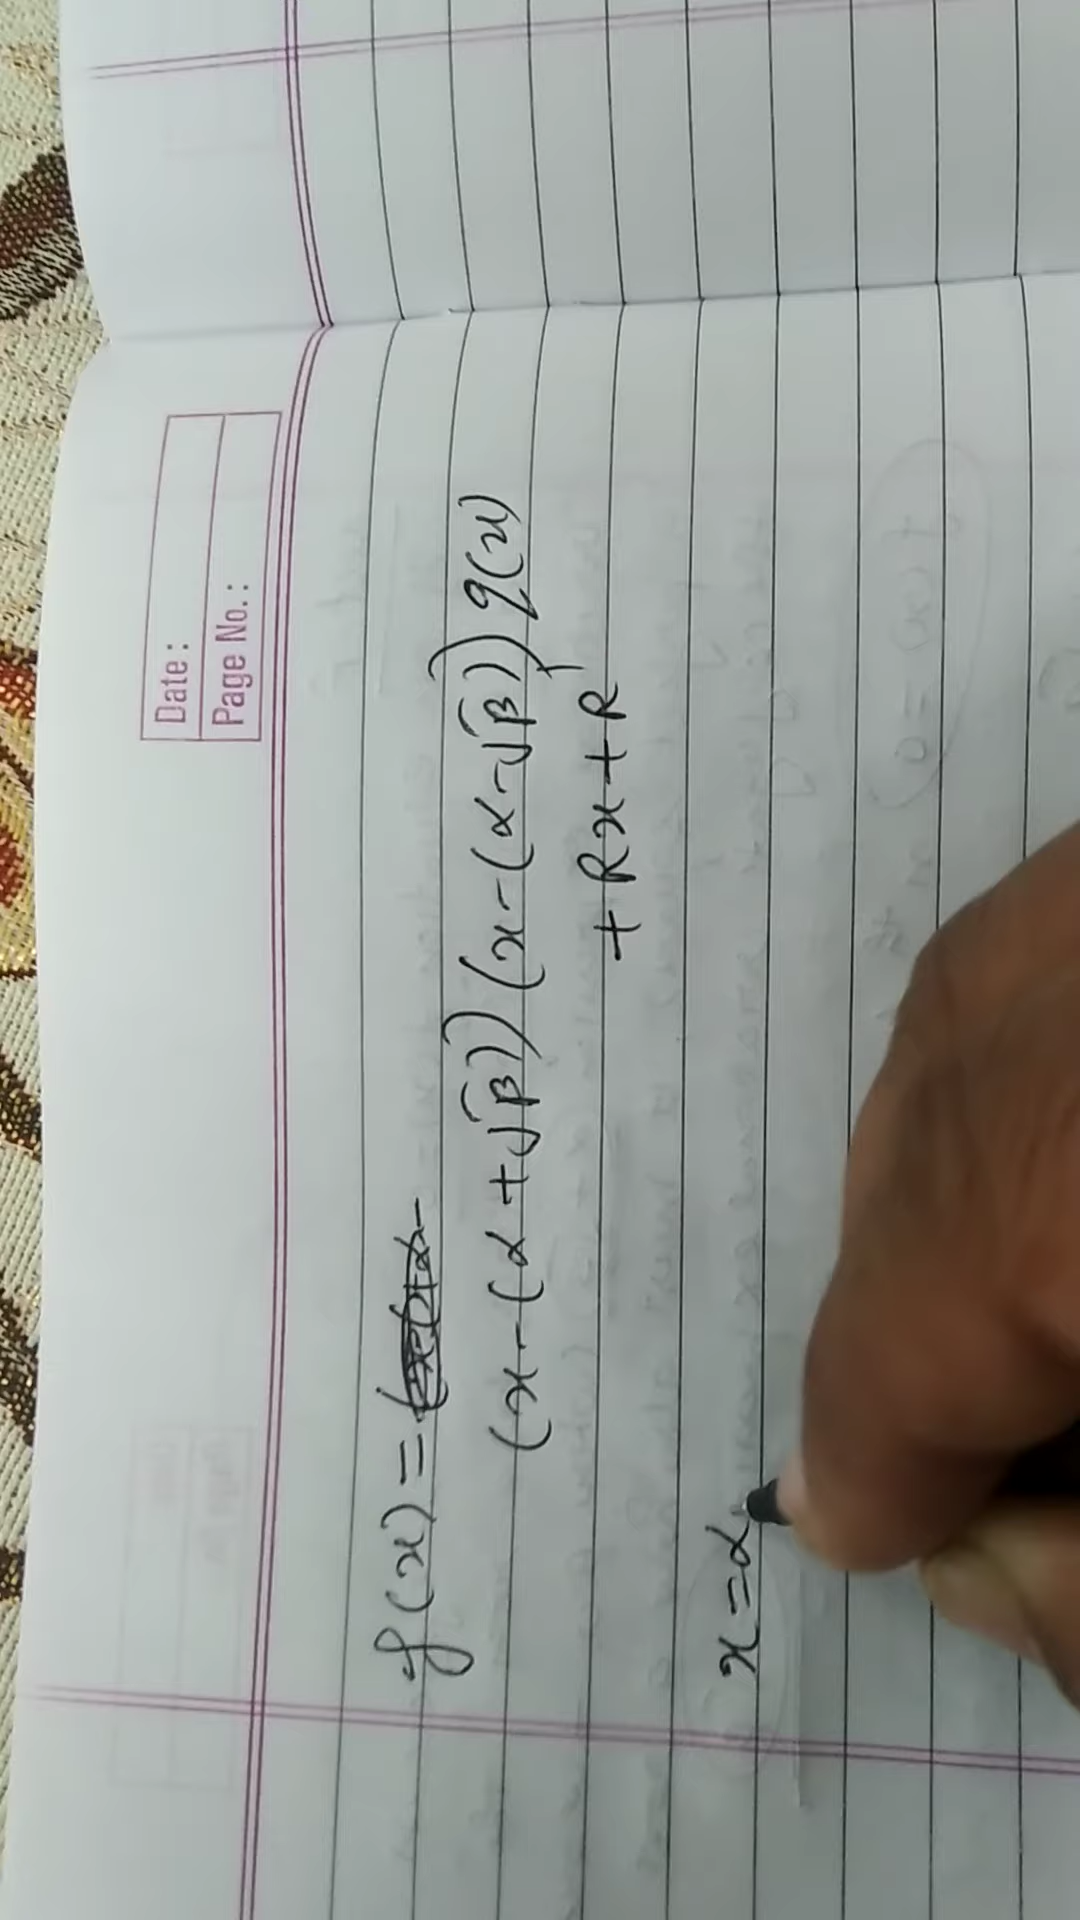 Date:
Page No.:
f(x) =
(x-(α+√β)) (x-(α-√β)) q(x)
+ Rx + R'
x = α